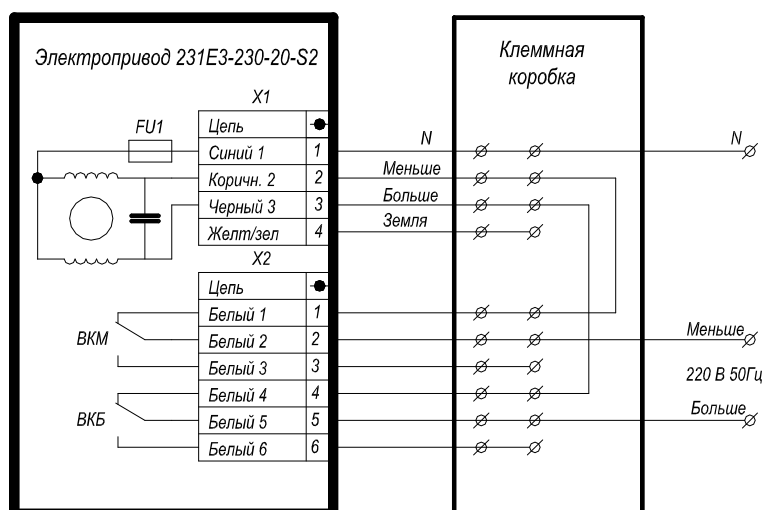 Электропривод 231Е3-230-20-S2
Клеммная
коробка
X1
FU1
Цепь
Синий 1 1
Коричн. 2 2
Черный 3 3
Желт/зел 4
N
Меньше
Больше
Земля
N
X2
Цепь
Белый 1 1
Белый 2 2
Белый 3 3
Белый 4 4
Белый 5 5
Белый 6 6
ВКМ
ВКБ
Меньше
220 В 50Гц
Больше